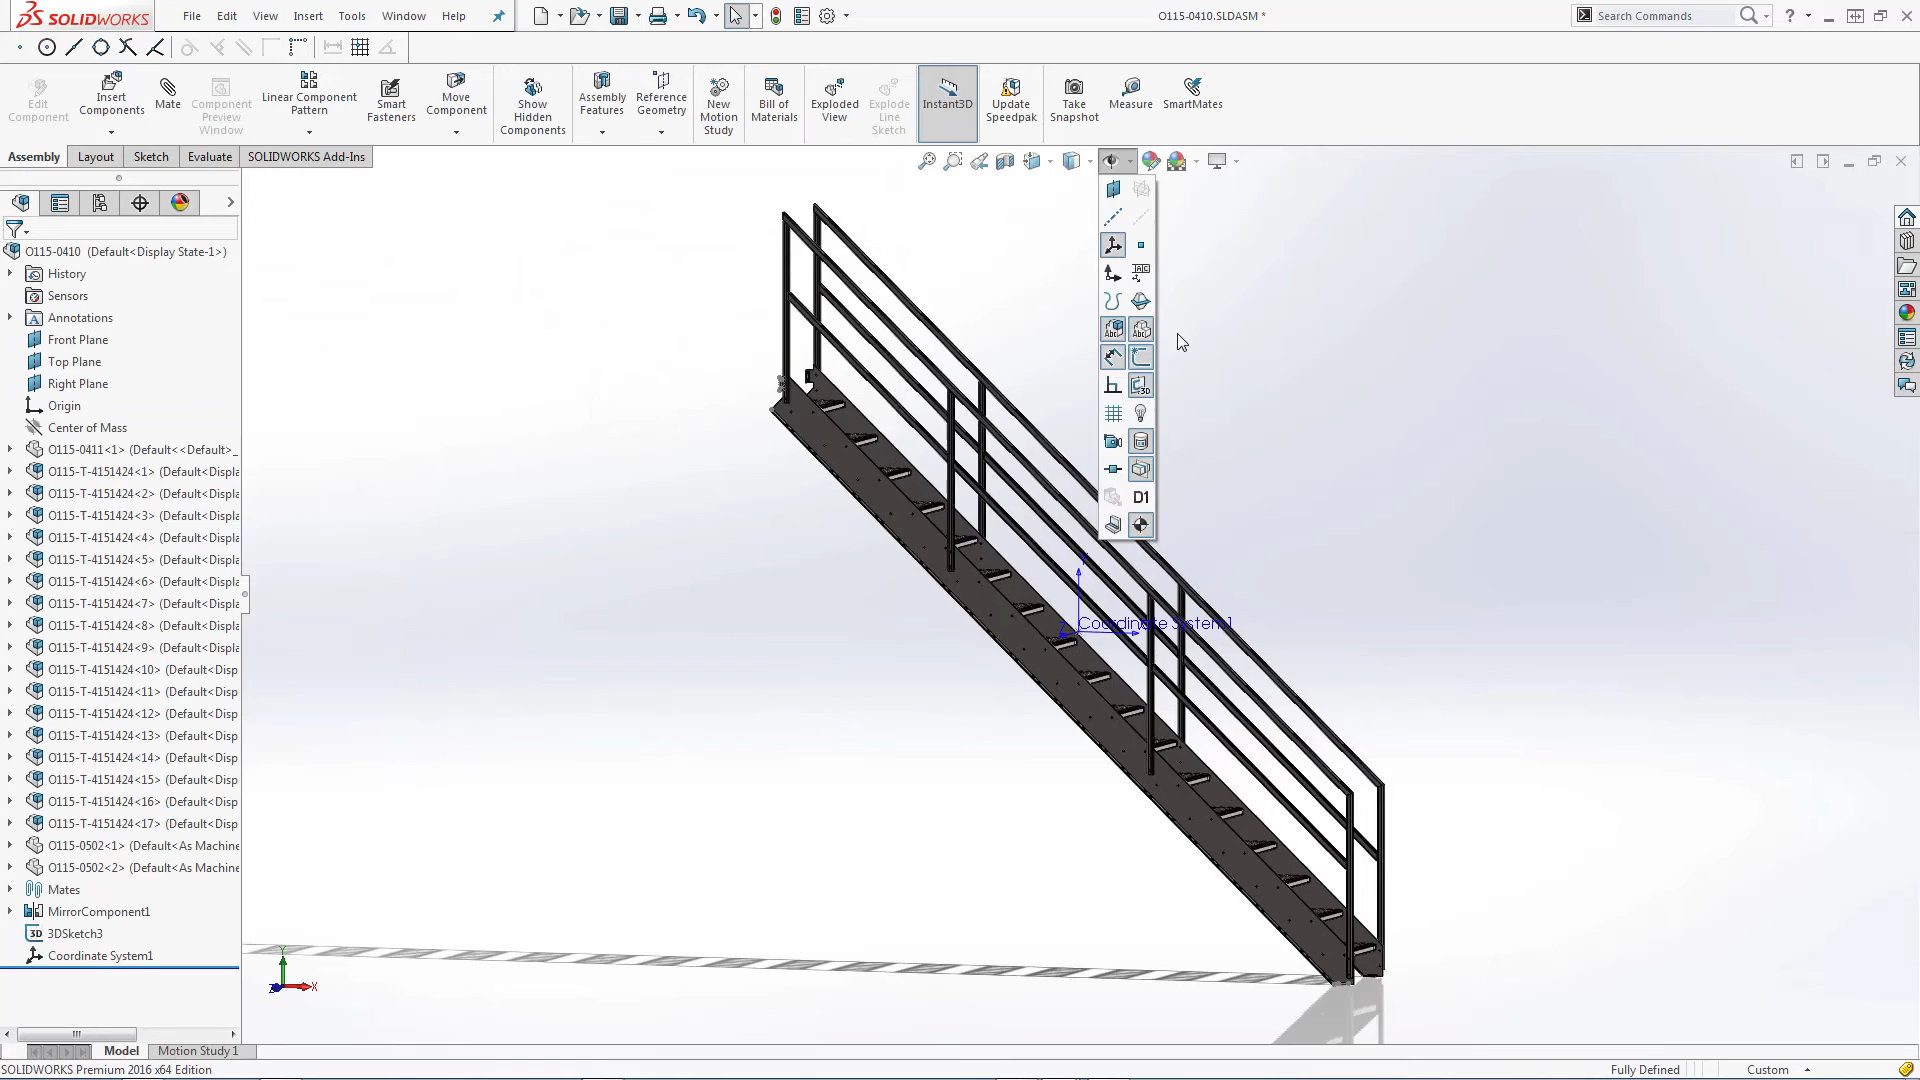 SOLIDWORKS File Edit View Insert Tools Window Help O115-0410.SLDASM * Search Commands
Edit Component
Insert Components
Mate
Component Preview Window
Linear Component Pattern
Smart Fasteners
Move Component
Show Hidden Components
Assembly Features
Reference Geometry
New Motion Study
Bill of Materials
Exploded View
Explode Line Sketch
Instant3D
Update Speedpak
Take Snapshot
Measure
SmartMates
Assembly Layout Sketch Evaluate SOLIDWORKS Add-Ins
O115-0410 (Default<Display State-1>)
History
Sensors
Annotations
Front Plane
Top Plane
Right Plane
Origin
Center of Mass
O115-0411<1> (Default<<Default>_
O115-T-4151424<1> (Default<Displa
O115-T-4151424<2> (Default<Displa
O115-T-4151424<3> (Default<Displa
O115-T-4151424<4> (Default<Displa
O115-T-4151424<5> (Default<Displa
O115-T-4151424<6> (Default<Displa
O115-T-4151424<7> (Default<Displa
O115-T-4151424<8> (Default<Displa
O115-T-4151424<9> (Default<Displa
O115-T-4151424<10> (Default<Disp
O115-T-4151424<11> (Default<Disp
O115-T-4151424<12> (Default<Disp
O115-T-4151424<13> (Default<Disp
O115-T-4151424<14> (Default<Disp
O115-T-4151424<15> (Default<Disp
O115-T-4151424<16> (Default<Disp
O115-T-4151424<17> (Default<Disp
O115-0502<1> (Default<As Machine
O115-0502<2> (Default<As Machine
Mates
MirrorComponent1
3D 3DSketch3
Coordinate System1
D1
Y
Z
Coordinate System1
Y
Z X
Model Motion Study 1
SOLIDWORKS Premium 2016 x64 Edition Fully Defined Custom